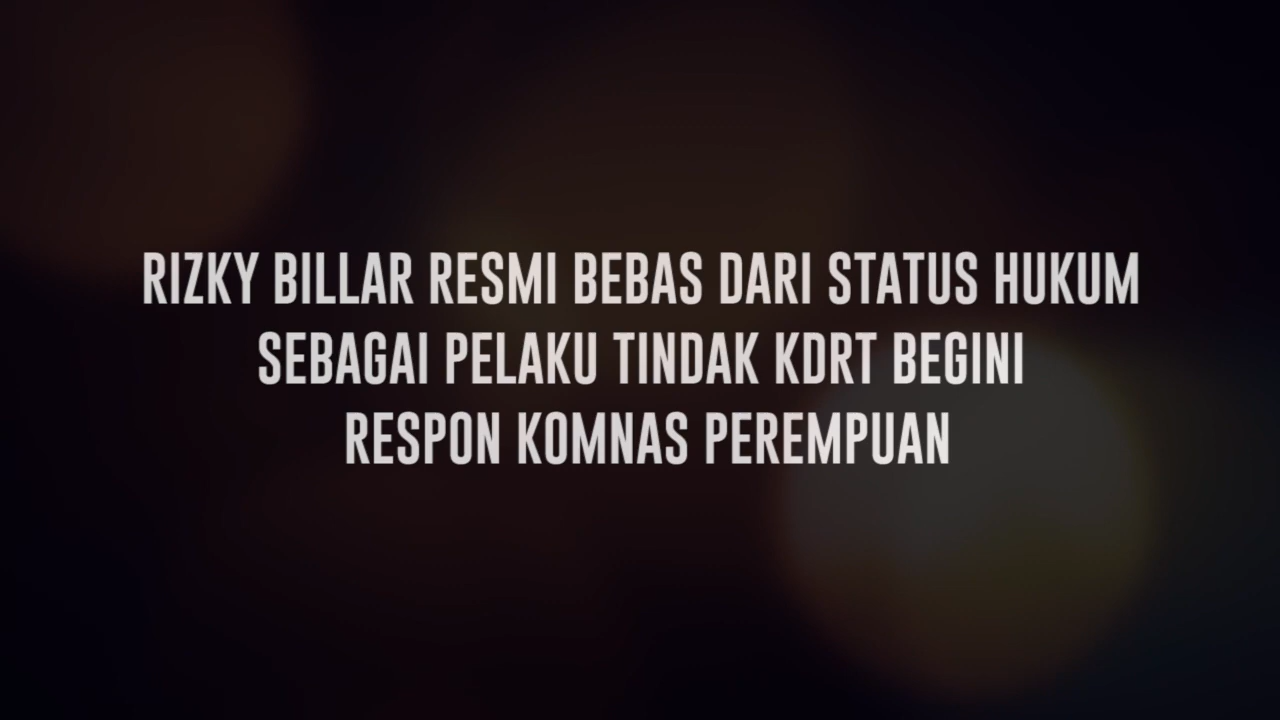 RIZKY BILLAR RESMI BEBAS DARI STATUS HUKUM
SEBAGAI PELAKU TINDAK KDRT BEGINI
RESPON KOMNAS PEREMPUAN